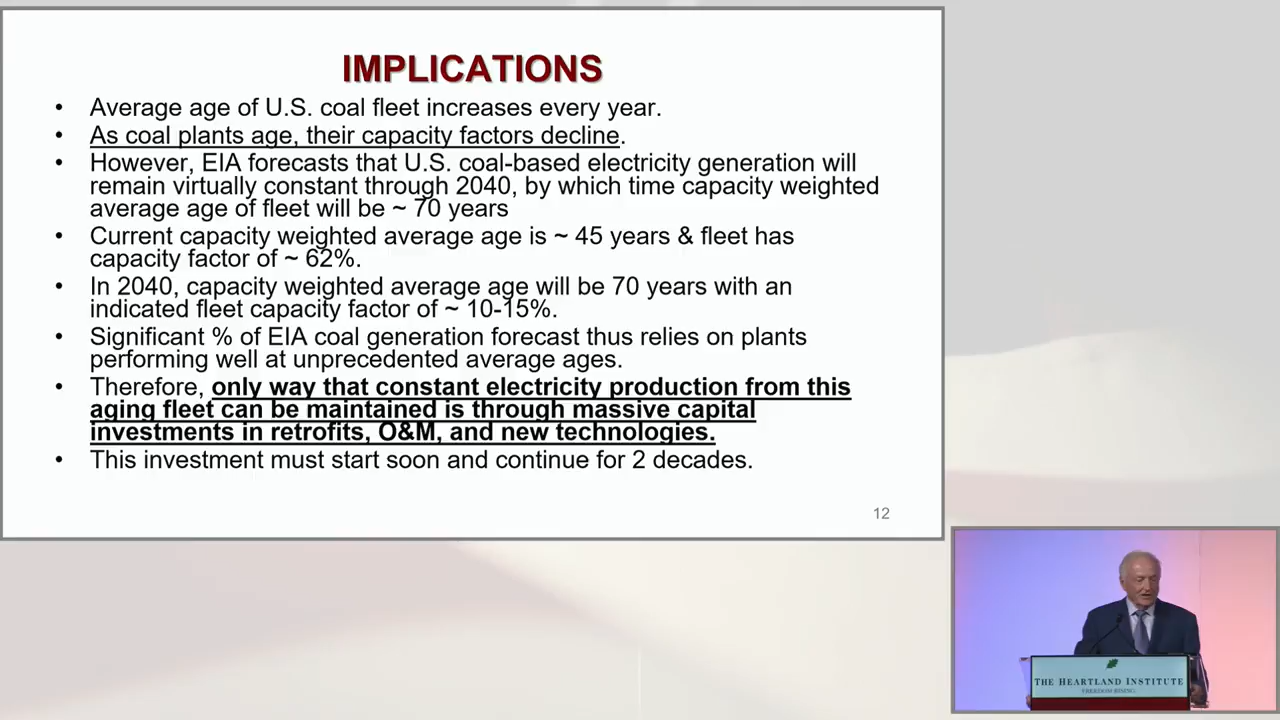 IMPLICATIONS
• Average age of U.S. coal fleet increases every year.
• As coal plants age, their capacity factors decline.
• However, EIA forecasts that U.S. coal-based electricity generation will
remain virtually constant through 2040, by which time capacity weighted
average age of fleet will be ~ 70 years
• Current capacity weighted average age is ~ 45 years & fleet has
capacity factor of ~ 62%.
• In 2040, capacity weighted average age will be 70 years with an
indicated fleet capacity factor of ~ 10-15%.
• Significant % of EIA coal generation forecast thus relies on plants
performing well at unprecedented average ages.
• Therefore, only way that constant electricity production from this
aging fleet can be maintained is through massive capital
investments in retrofits, O&M, and new technologies.
• This investment must start soon and continue for 2 decades.
12
THE HEARTLAND INSTITUTE
FREEDOM RISING